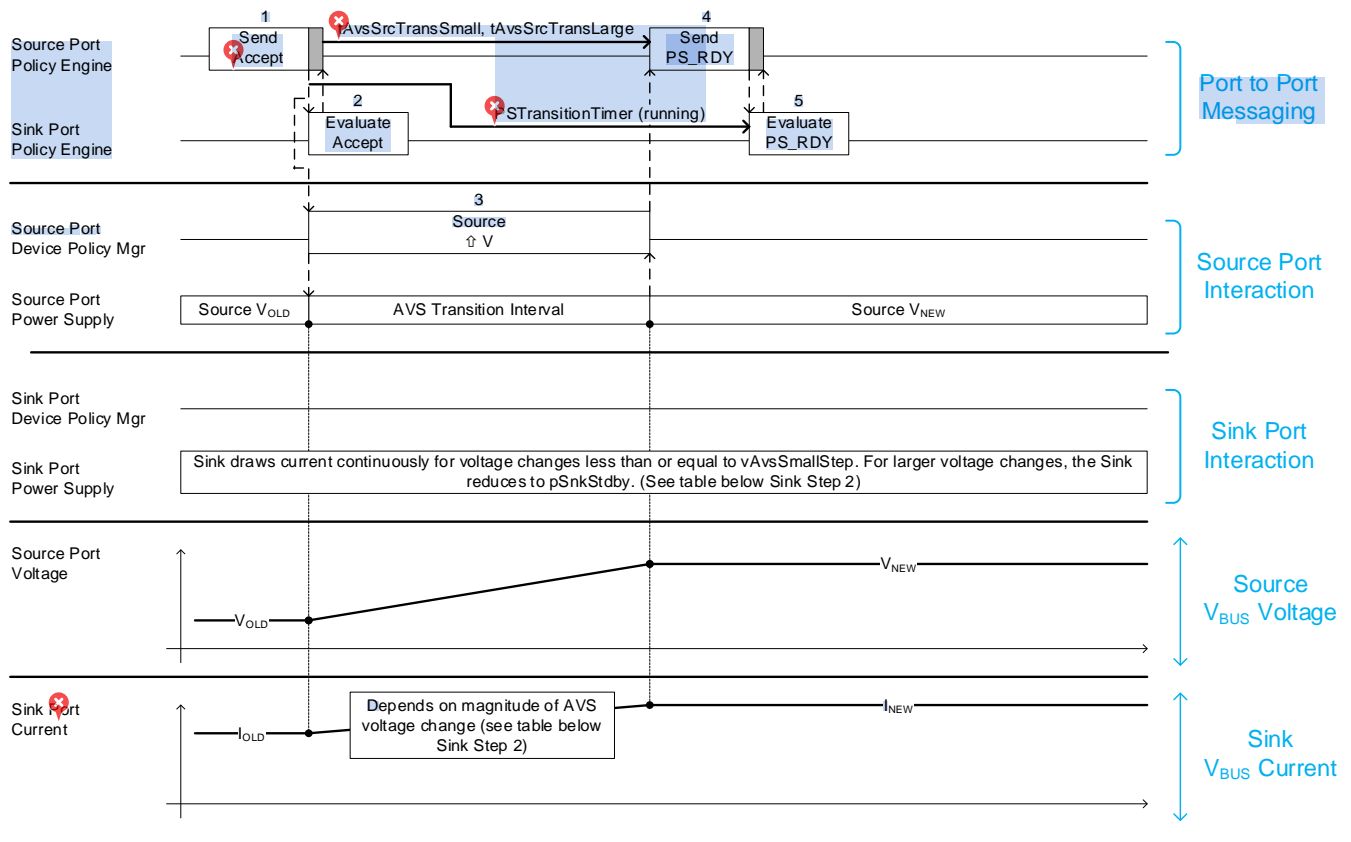 1
4
tAvsSrcTransSmall, tAvsSrcTransLarge
Source Port
Policy Engine
Send
Accept
Send
PS_RDY
Port to Port
Messaging
2
5
PSTransitionTimer (running)
Sink Port
Policy Engine
Evaluate
Accept
Evaluate
PS_RDY
3
Source Port
Device Policy Mgr
Source
⇧ V
Source Port
Interaction
Source Port
Power Supply
Source VOLD
AVS Transition Interval
Source VNEW
Sink Port
Device Policy Mgr
Sink Port
Interaction
Sink Port
Power Supply
Sink draws current continuously for voltage changes less than or equal to vAvsSmallStep. For larger voltage changes, the Sink
reduces to pSnkStdby. (See table below Sink Step 2)
Source Port
Voltage
VOLD
VNEW
Source
VBUS Voltage
Sink Port
Current
IOLD
Depends on magnitude of AVS
voltage change (see table below
Sink Step 2)
INEW
Sink
VBUS Current